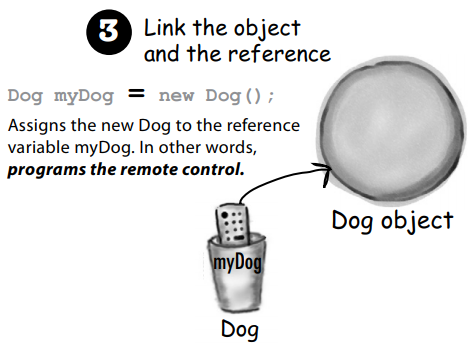 3 Link the object
and the reference
Dog myDog = new Dog();
Assigns the new Dog to the reference
variable myDog. In other words,
programs the remote control.
Dog object
myDog
Dog